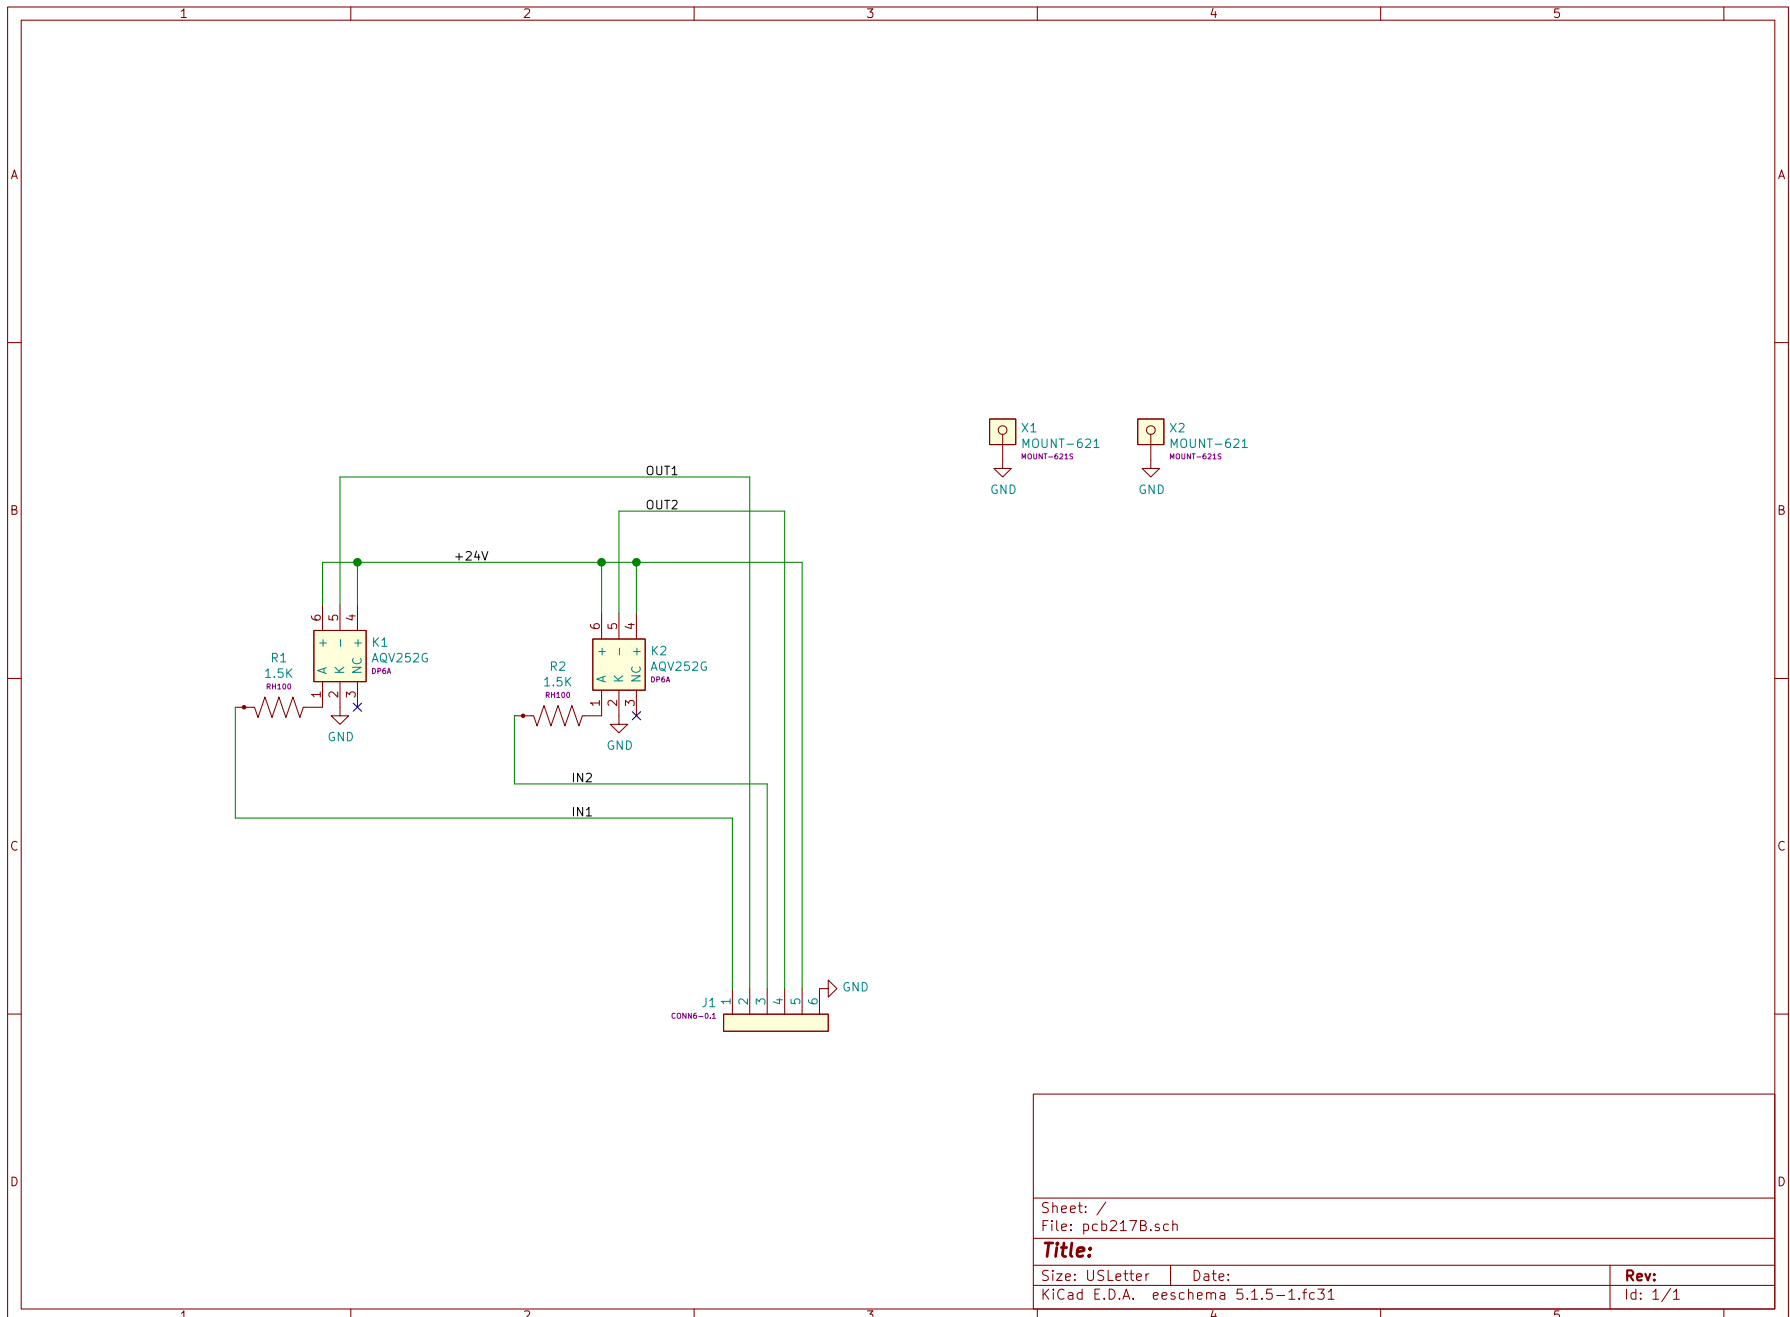 1 2 3 4 5
A A
X1
MOUNT-621
MOUNT-621S
GND
X2
MOUNT-621
MOUNT-621S
GND
B B
OUT1
OUT2
+24V
6 5 4
+ - +
A K NC
1 2 3
K1
AQV252G
DP6A
R1
1.5K
RH100
GND
6 5 4
+ - +
A K NC
1 2 3
K2
AQV252G
DP6A
R2
1.5K
RH100
GND
IN2
IN1
C C
J1
CONN6-0.1
1 2 3 4 5 6
GND
D D
Sheet: /
File: pcb217B.sch
Title:
Size: USLetter Date: Rev:
KiCad E.D.A. eeschema 5.1.5-1.fc31 Id: 1/1
1 2 3 4 5